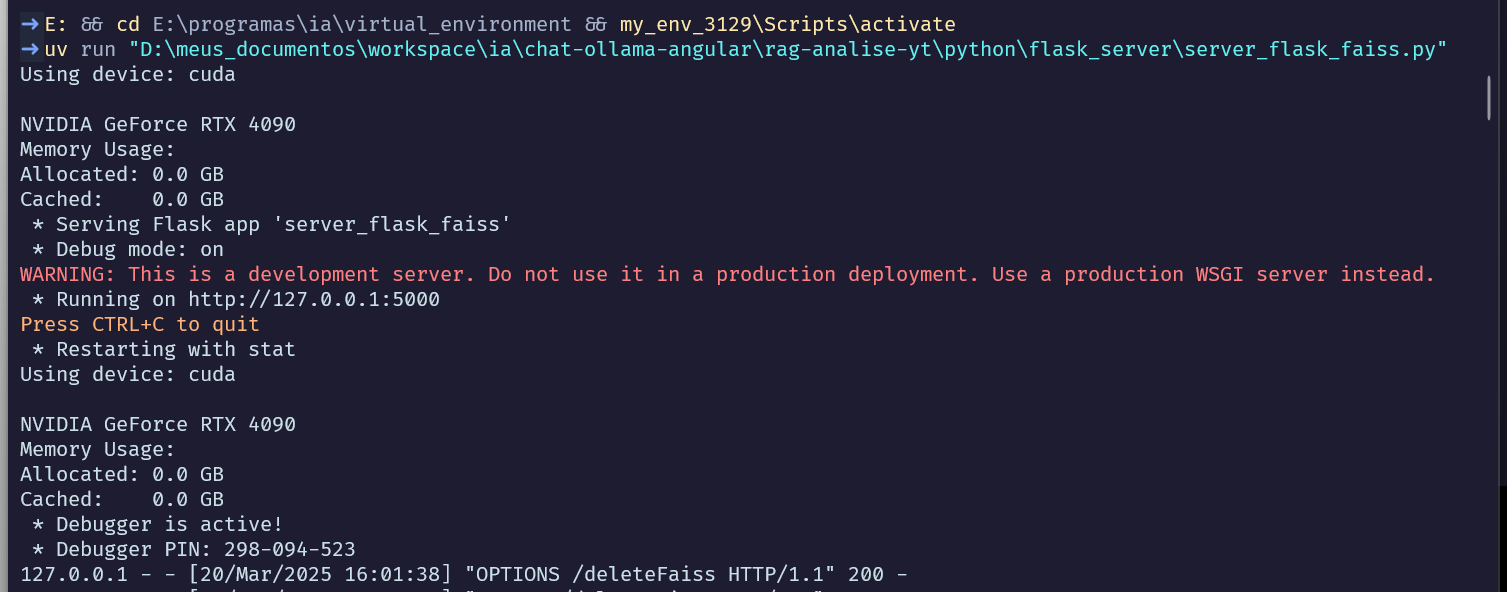 → E: && cd E:\programas\ia\virtual_environment && my_env_3129\Scripts\activate
→ uv run "D:\meus_documentos\workspace\ia\chat-ollama-angular\rag-analise-yt\python\flask_server\server_flask_faiss.py"
Using device: cuda
NVIDIA GeForce RTX 4090
Memory Usage:
Allocated: 0.0 GB
Cached:    0.0 GB
 * Serving Flask app 'server_flask_faiss'
 * Debug mode: on
WARNING: This is a development server. Do not use it in a production deployment. Use a production WSGI server instead.
 * Running on http://127.0.0.1:5000
Press CTRL+C to quit
 * Restarting with stat
Using device: cuda
NVIDIA GeForce RTX 4090
Memory Usage:
Allocated: 0.0 GB
Cached:    0.0 GB
 * Debugger is active!
 * Debugger PIN: 298-094-523
127.0.0.1 - - [20/Mar/2025 16:01:38] "OPTIONS /deleteFaiss HTTP/1.1" 200 -